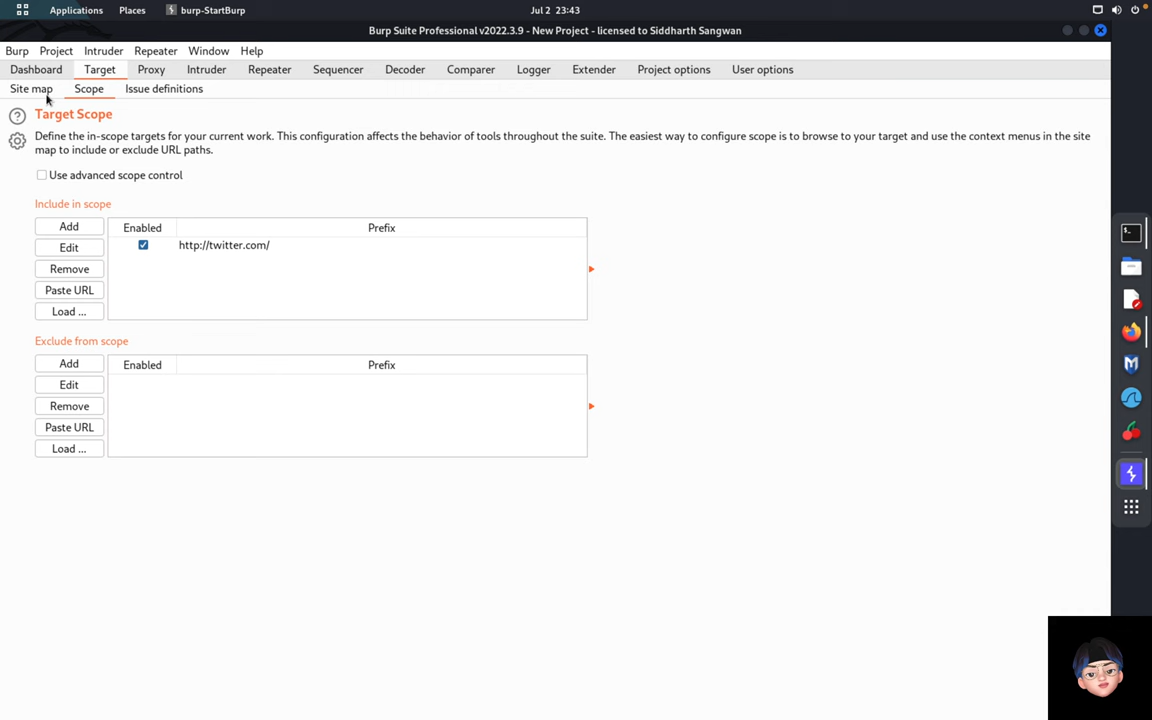 Applications Places burp-StartBurp Jul 2 23:43
Burp Suite Professional v2022.3.9 - New Project - licensed to Siddharth Sangwan
Burp Project Intruder Repeater Window Help
Dashboard Target Proxy Intruder Repeater Sequencer Decoder Comparer Logger Extender Project options User options
Site map Scope Issue definitions
Target Scope
Define the in-scope targets for your current work. This configuration affects the behavior of tools throughout the suite. The easiest way to configure scope is to browse to your target and use the context menus in the site
map to include or exclude URL paths.
Use advanced scope control
Include in scope
Add Enabled Prefix
Edit http://twitter.com/
Remove
Paste URL
Load ...
Exclude from scope
Add Enabled Prefix
Edit
Remove
Paste URL
Load ...